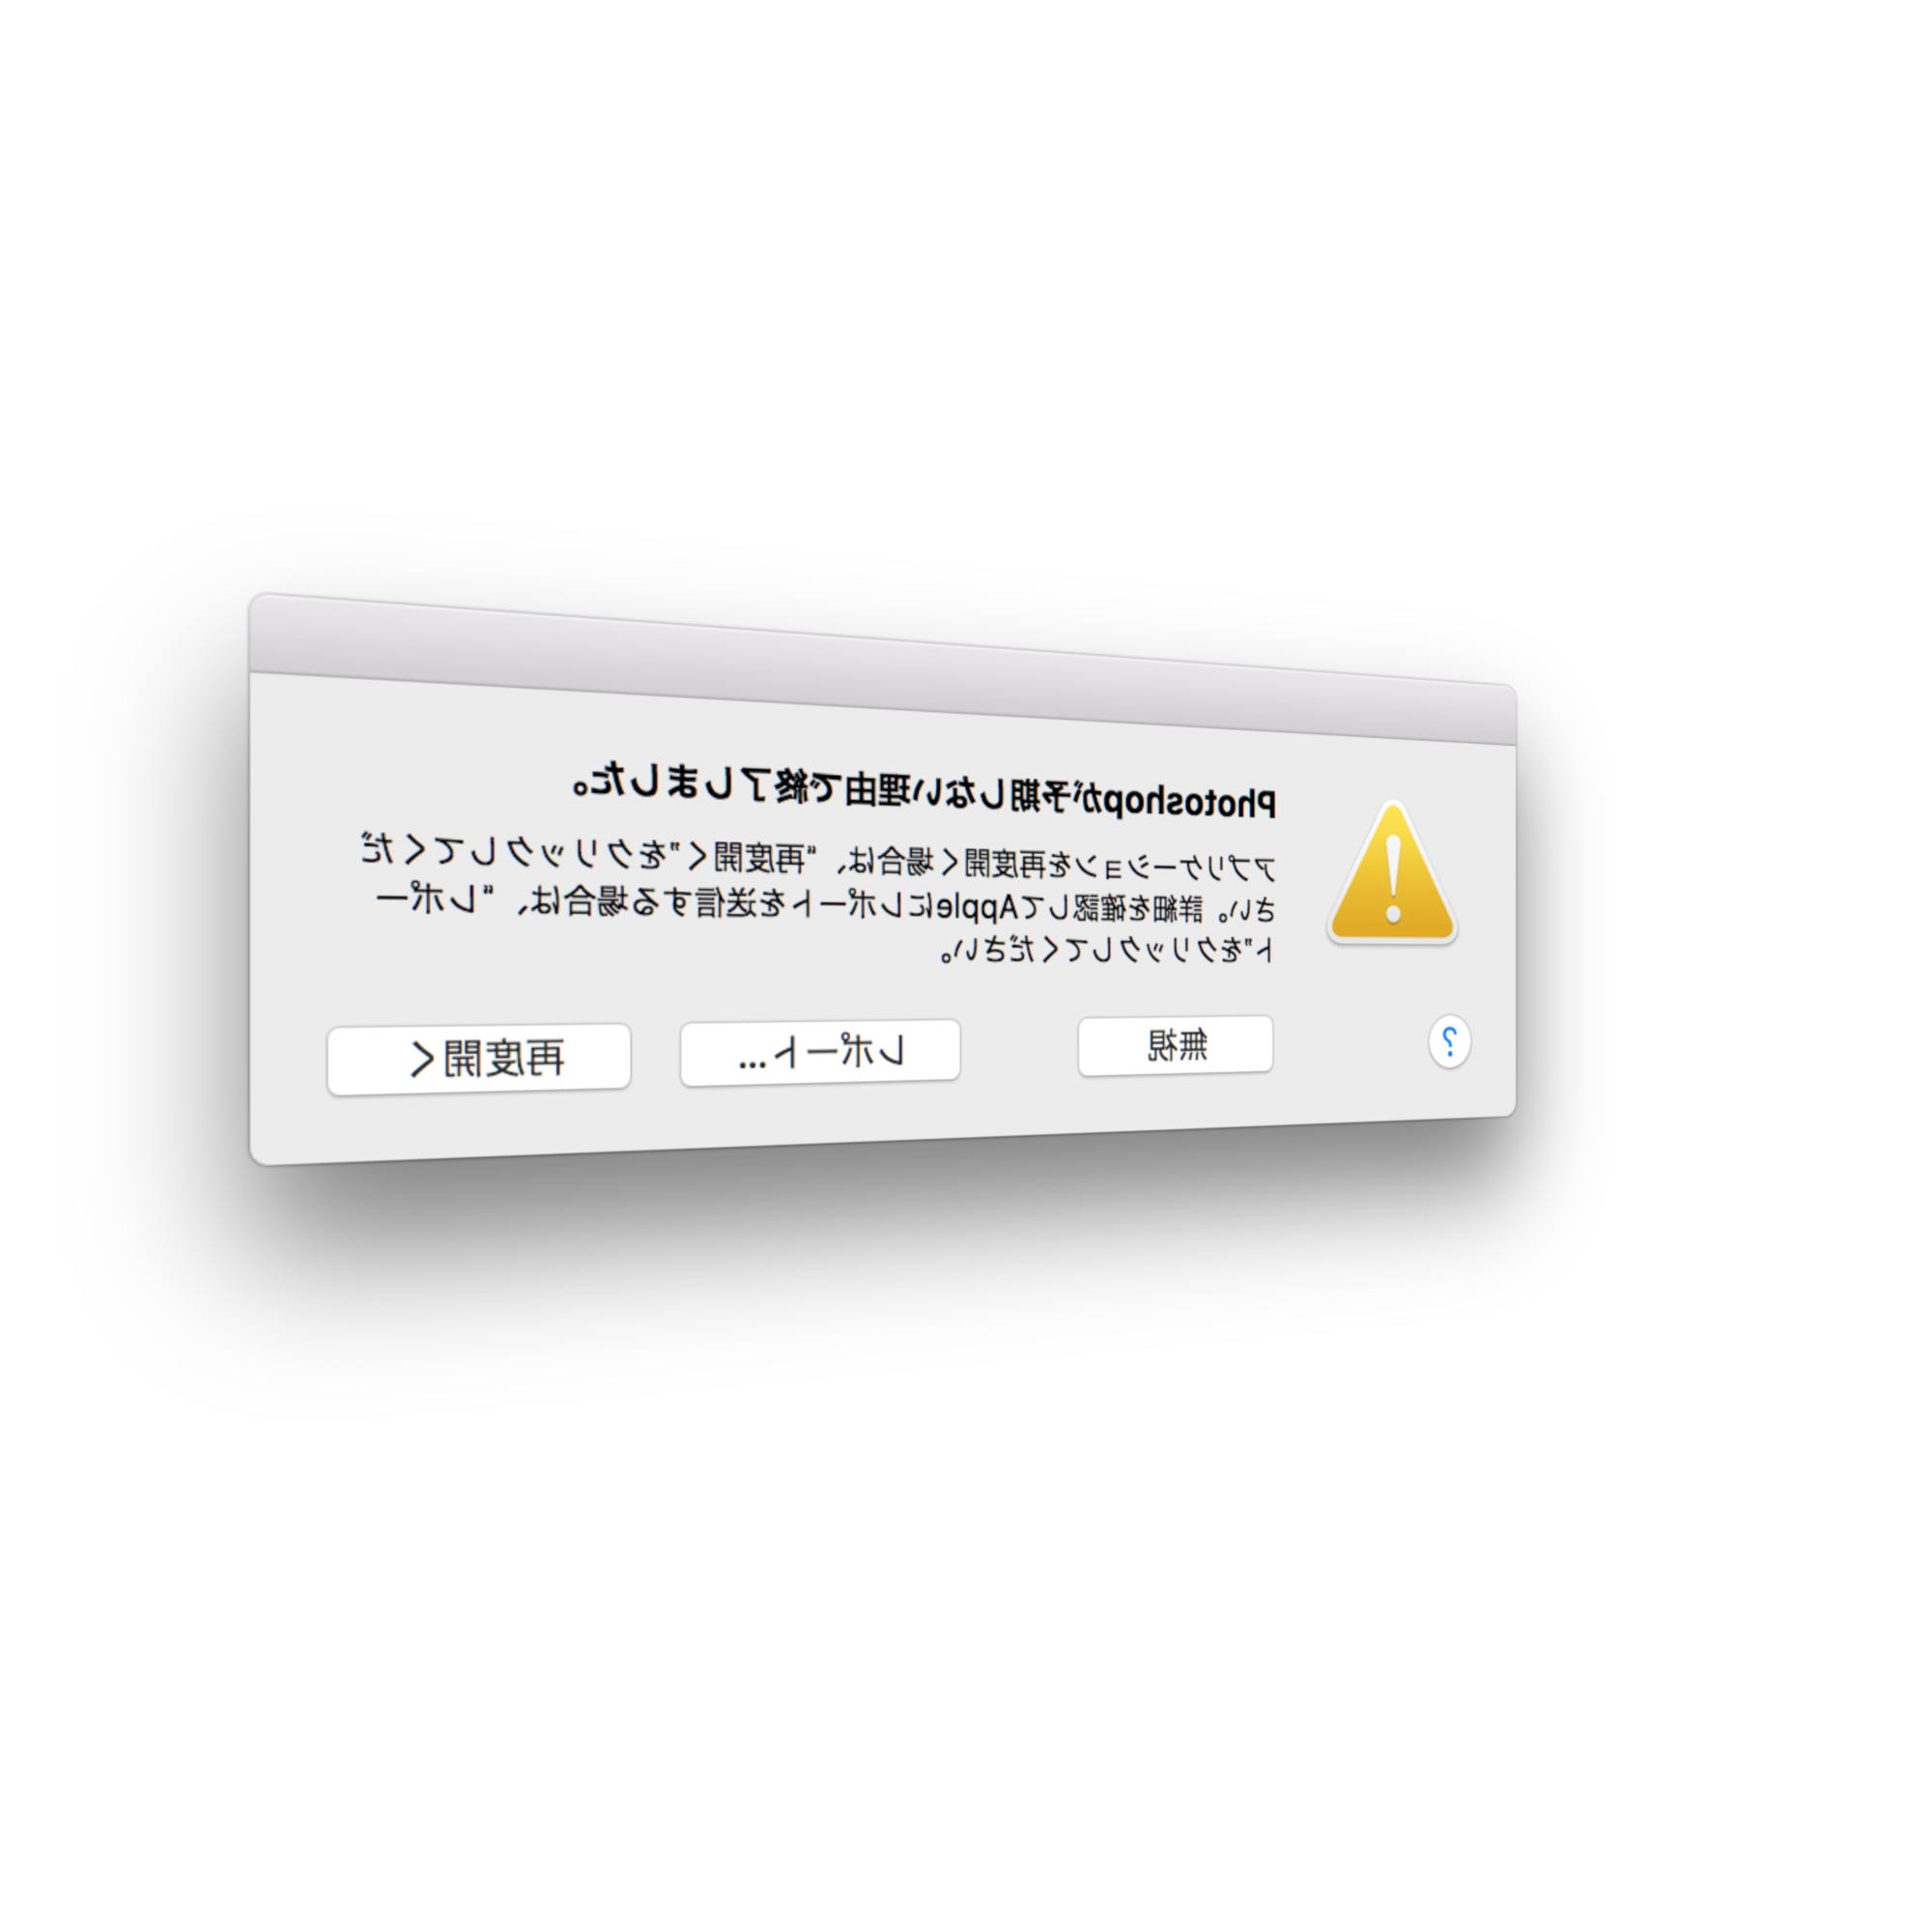 Photoshopが予期しない理由で終了しました。
アプリケーションを再度開く場合は、“再度開く”をクリックしてくだ
さい。詳細を確認してAppleにレポートを送信する場合は、“レポー
ト”をクリックしてください。
?
無視
レポート...
再度開く